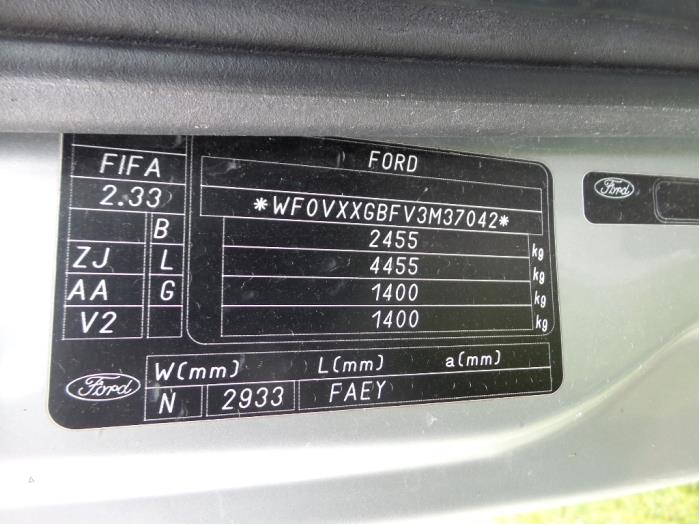 FIFA
2.33
B
ZJ L
AA G
V2
FORD
*WF0VXXGBFV3M37042*
2455 kg
4455 kg
1400 kg
1400 kg
W(mm) L(mm) a(mm)
Ford N 2933 FAEY
Ford